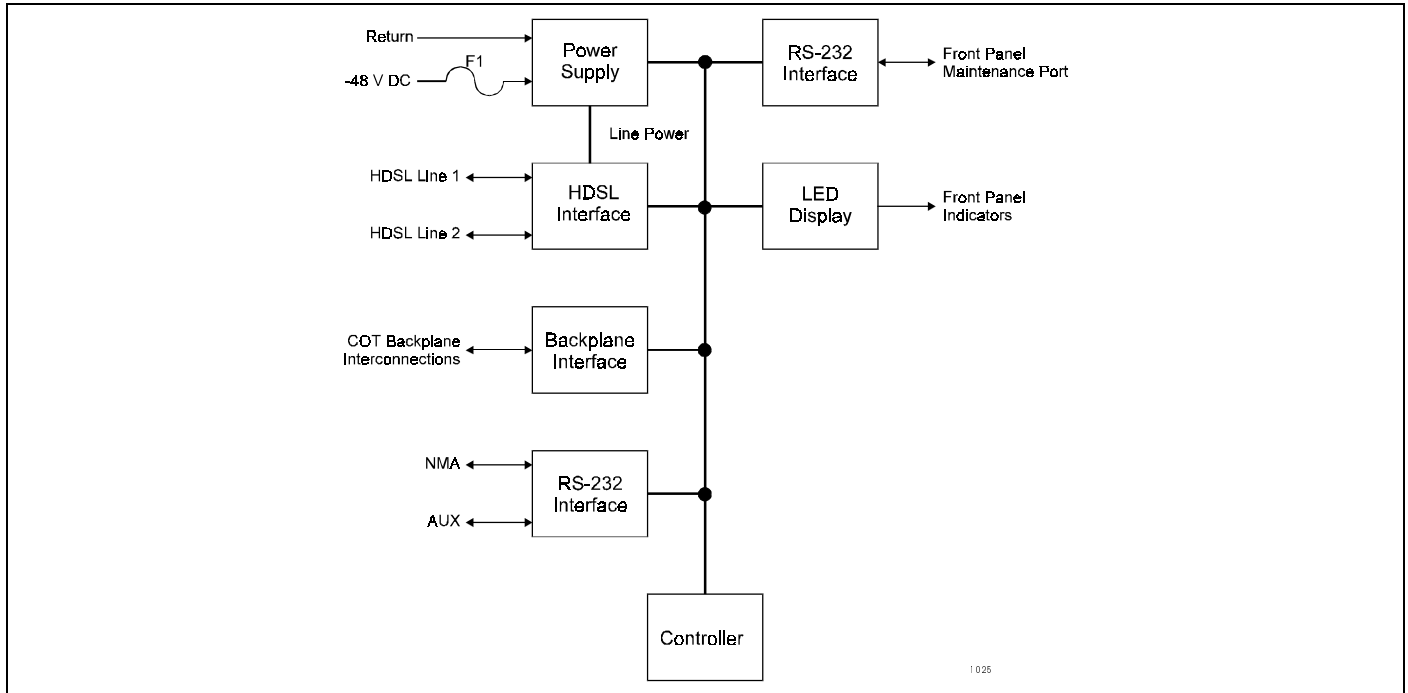 Return
F1
-48 V DC
Power
Supply
RS-232
Interface
Front Panel
Maintenance Port
Line Power
HDSL Line 1
HDSL Line 2
HDSL
Interface
LED
Display
Front Panel
Indicators
COT Backplane
Interconnections
Backplane
Interface
NMA
AUX
RS-232
Interface
Controller
1025